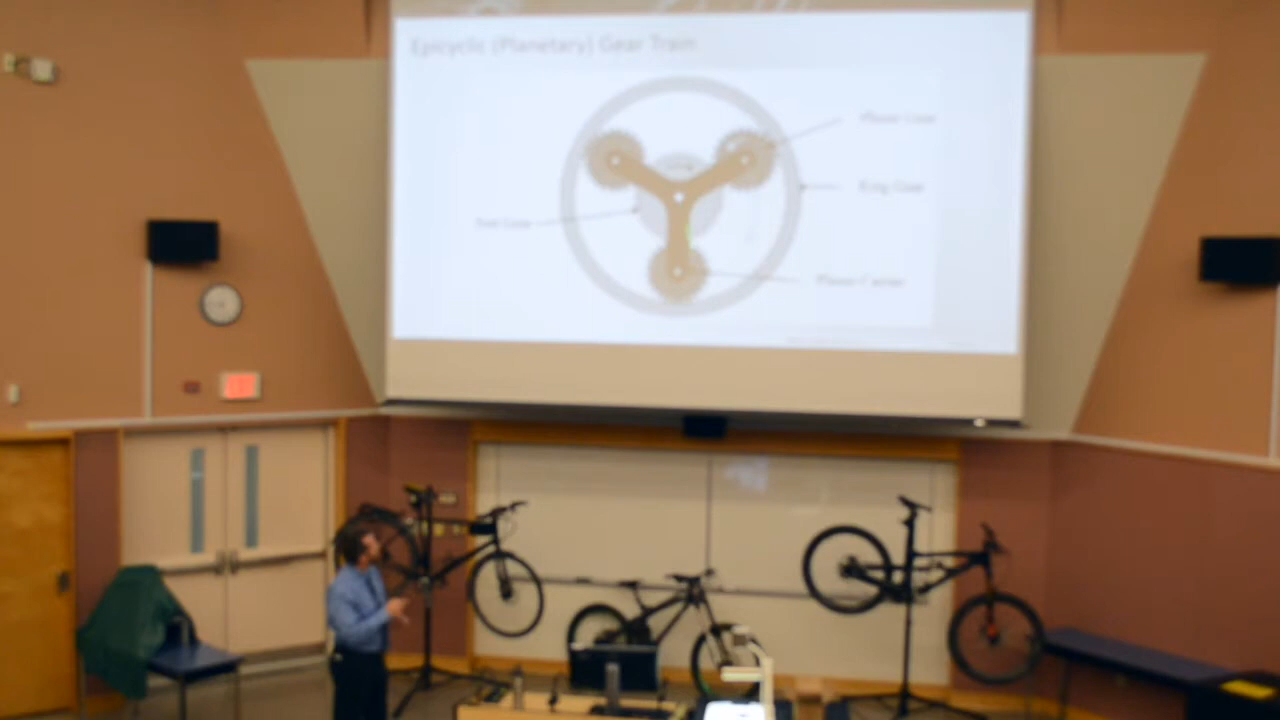 Epicyclic (Planetary) Gear Train
Planet Gear
Ring Gear
Sun Gear
Planet Carrier